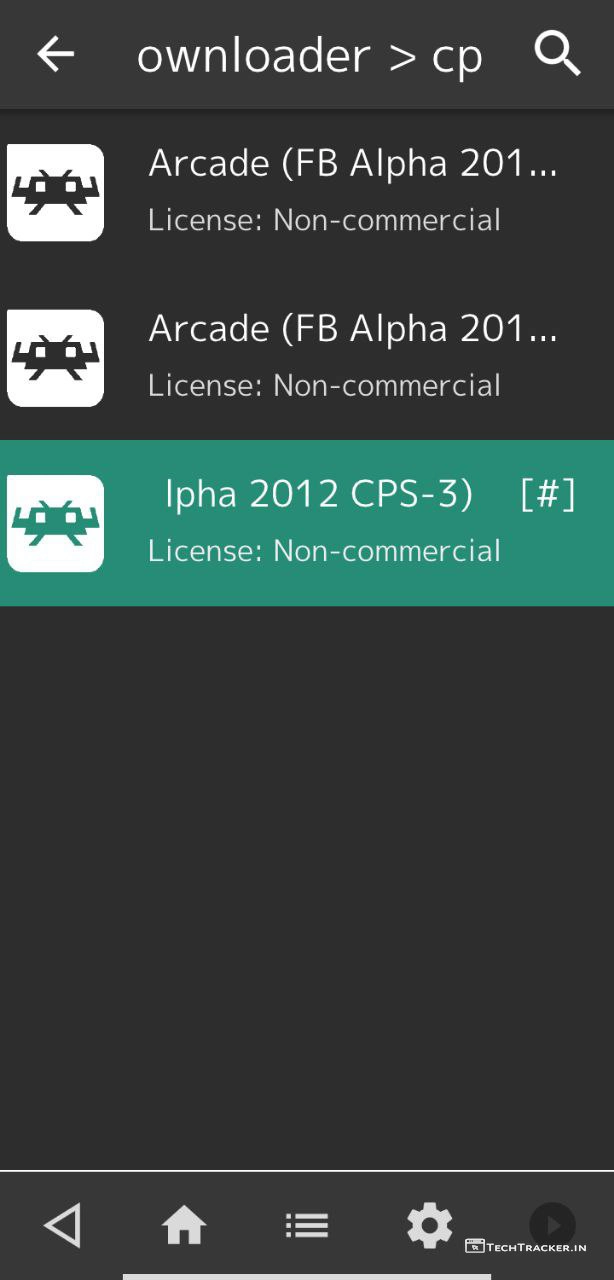 ownloader > cp
Arcade (FB Alpha 201...
License: Non-commercial
Arcade (FB Alpha 201...
License: Non-commercial
lpha 2012 CPS-3) [#]
License: Non-commercial
TechTracker.in